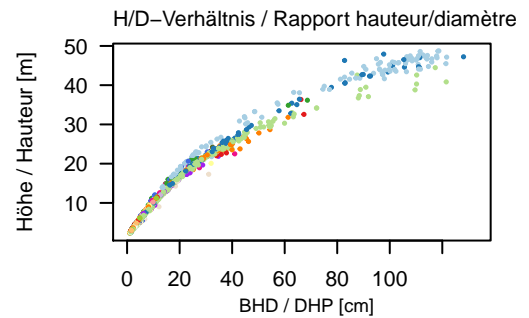 H/D–Verhältnis / Rapport hauteur/diamètre
Höhe / Hauteur [m]
50
40
30
20
10
0 20 40 60 80 100
BHD / DHP [cm]